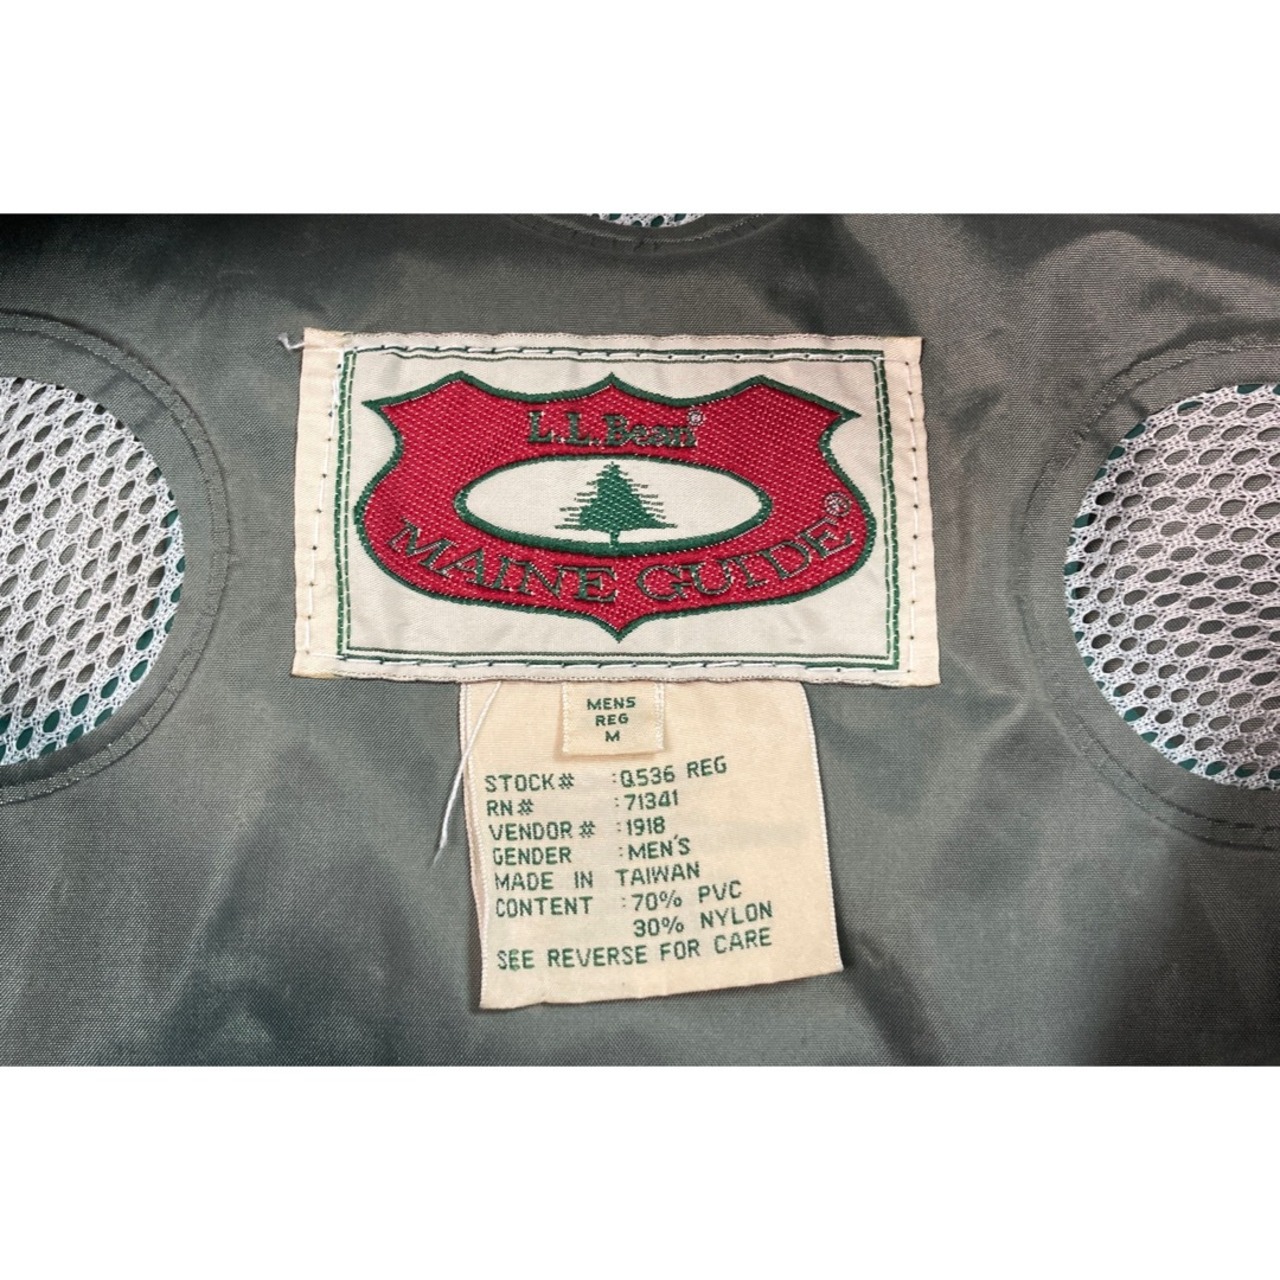 L.L.Bean®
MAINE GUIDE®
MENS
REG
M
STOCK# :Q536 REG
RN# :71341
VENDOR# :1918
GENDER :MEN'S
MADE IN TAIWAN
CONTENT :70% PVC
30% NYLON
SEE REVERSE FOR CARE